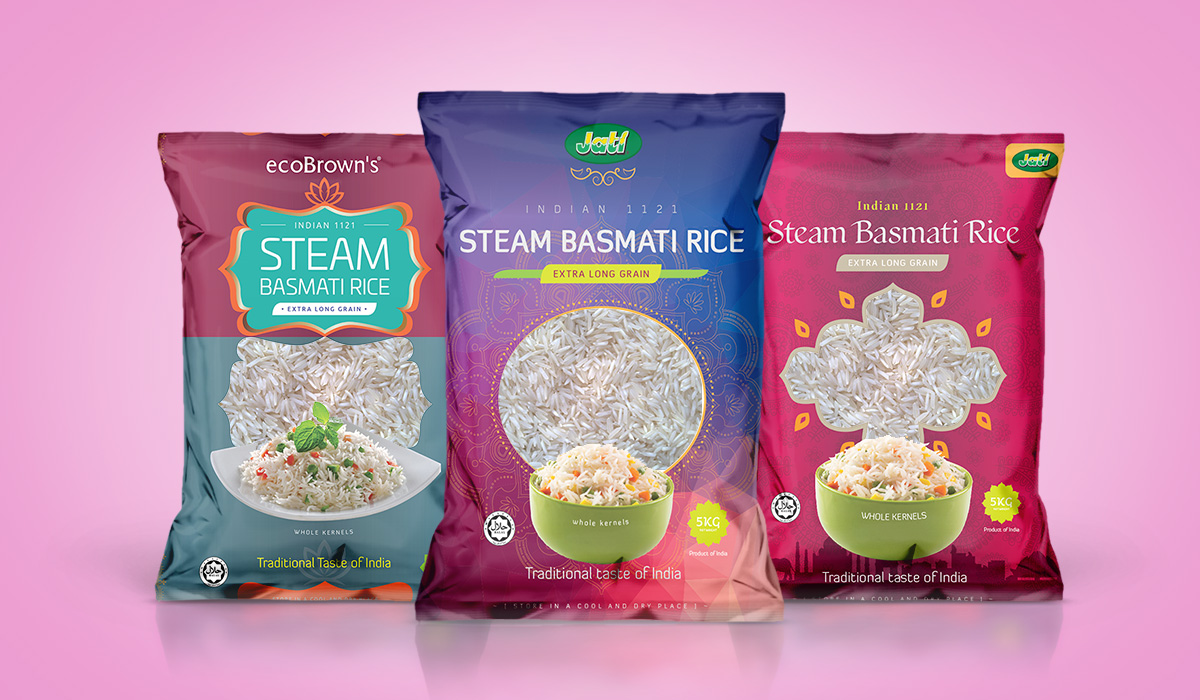 ecoBrown's®
INDIAN 1121
STEAM
BASMATI RICE
• EXTRA LONG GRAIN •
WHOLE KERNELS
حلال
Traditional Taste of India
Jati
INDIAN 1121
STEAM BASMATI RICE
EXTRA LONG GRAIN
whole kernels
حلال
5KG
Product of India
Traditional taste of India
[ STORE IN A COOL AND DRY PLACE ]
Jati
Indian 1121
Steam Basmati Rice
EXTRA LONG GRAIN
WHOLE KERNELS
حلال
5KG
Product of India
Traditional taste of India